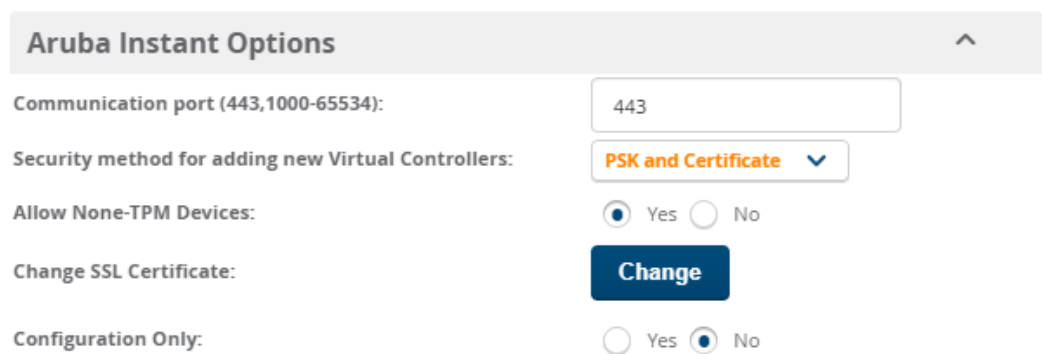 Aruba Instant Options
Communication port (443,1000-65534): 443
Security method for adding new Virtual Controllers: PSK and Certificate
Allow None-TPM Devices: Yes No
Change SSL Certificate: Change
Configuration Only: Yes No